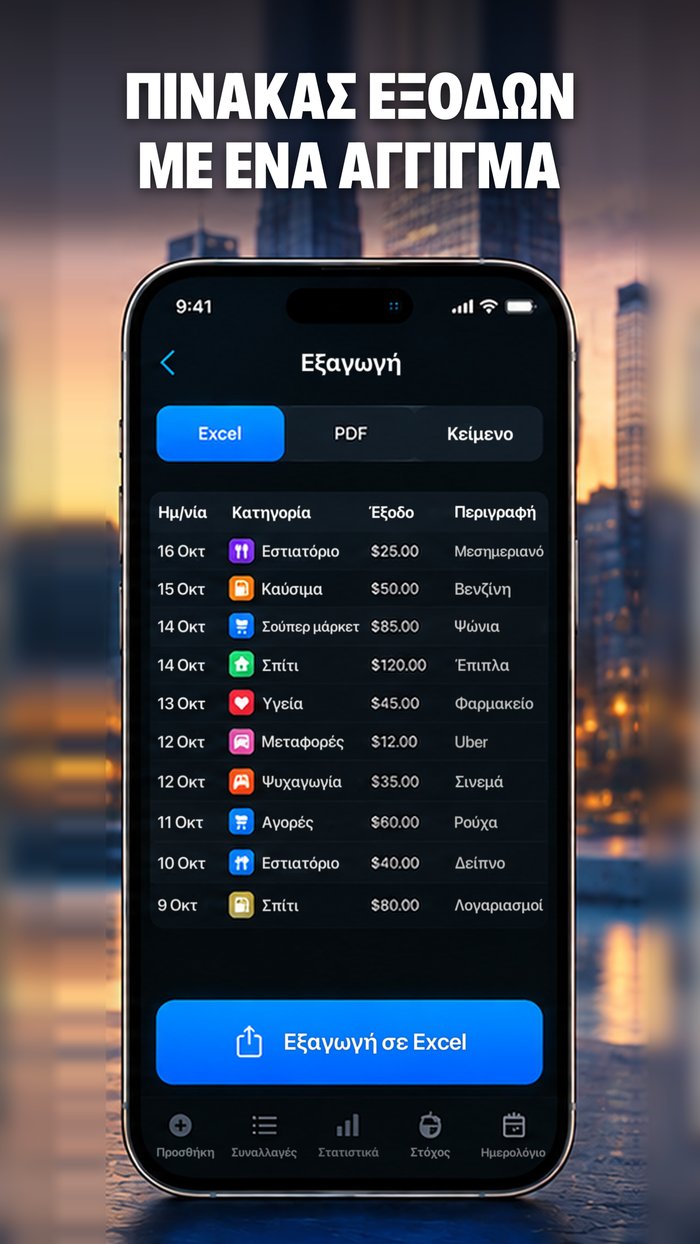 ΠΙΝΑΚΑΣ ΕΞΟΔΩΝ
ΜΕ ΕΝΑ ΑΓΓΙΓΜΑ
9:41
Εξαγωγή
Excel PDF Κείμενο
Ημ/νία Κατηγορία Έξοδο Περιγραφή
16 Οκτ Εστιατόριο $25.00 Μεσημεριανό
15 Οκτ Καύσιμα $50.00 Βενζίνη
14 Οκτ Σούπερ μάρκετ $85.00 Ψώνια
14 Οκτ Σπίτι $120.00 Έπιπλα
13 Οκτ Υγεία $45.00 Φαρμακείο
12 Οκτ Μεταφορές $12.00 Uber
12 Οκτ Ψυχαγωγία $35.00 Σινεμά
11 Οκτ Αγορές $60.00 Ρούχα
10 Οκτ Εστιατόριο $40.00 Δείπνο
9 Οκτ Σπίτι $80.00 Λογαριασμοί
Εξαγωγή σε Excel
Προσθήκη Συναλλαγές Στατιστικά Στόχος Ημερολόγιο